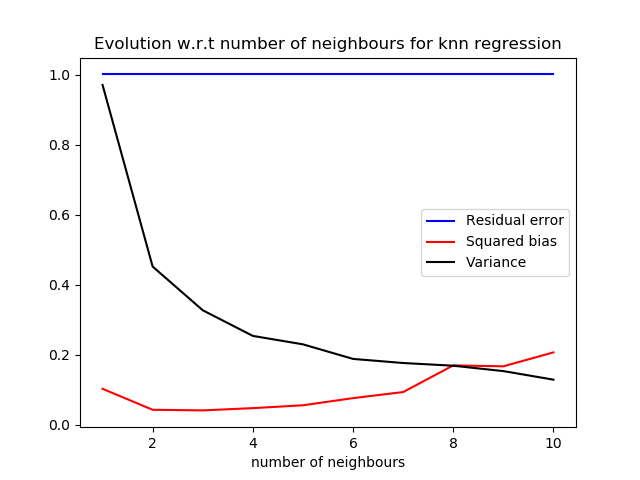 Evolution w.r.t number of neighbours for knn regression
1.0
0.8
0.6
0.4
0.2
0.0
Residual error
Squared bias
Variance
2 4 6 8 10
number of neighbours